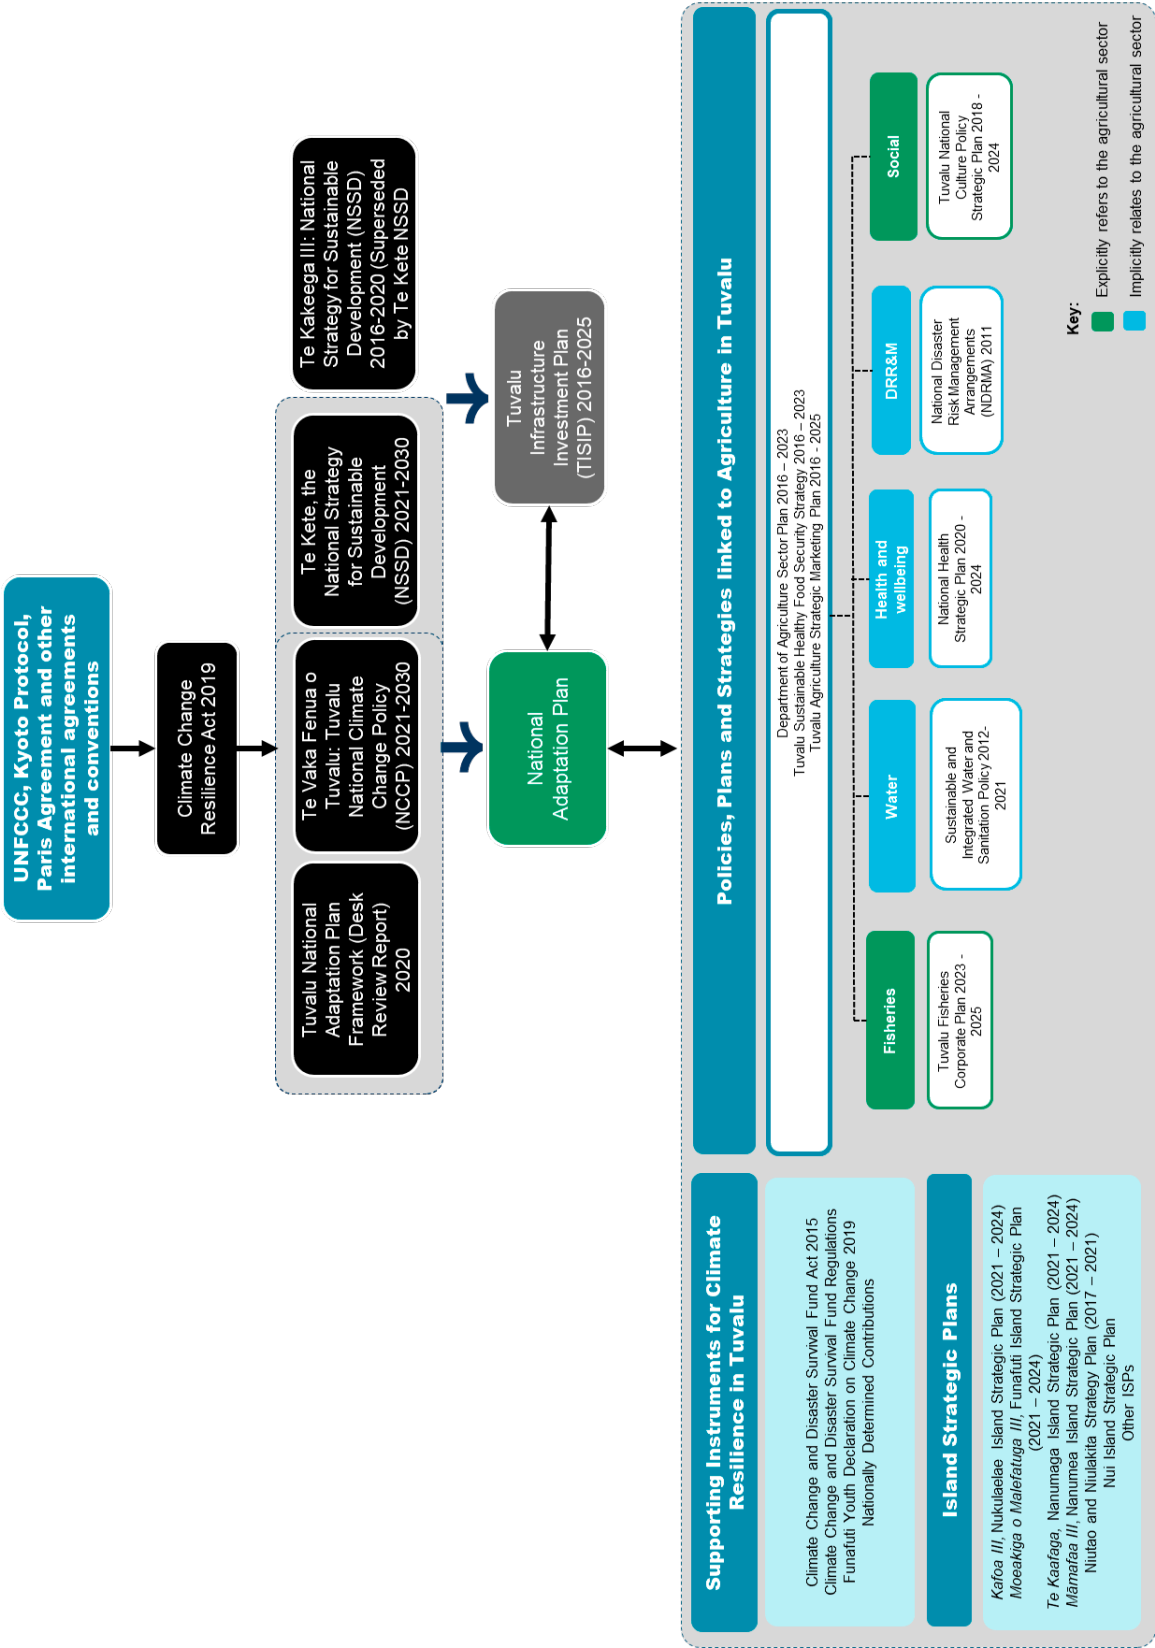 UNFCCC, Kyoto Protocol,
Paris Agreement and other
international agreements
and conventions
Climate Change
Resilience Act 2019
Tuvalu National
Adaptation Plan
Framework (Desk
Review Report)
2020
Te Vaka Fenua o
Tuvalu: Tuvalu
National Climate
Change Policy
(NCCP) 2021-2030
Te Kete, the
National Strategy
for Sustainable
Development
(NSSD) 2021-2030
Te Kakeega III: National
Strategy for Sustainable
Development (NSSD)
2016-2020 (Superseded
by Te Kete NSSD
National
Adaptation Plan
Tuvalu
Infrastructure
Investment Plan
(TISIP) 2016-2025
Supporting Instruments for Climate
Resilience in Tuvalu
Climate Change and Disaster Survival Fund Act 2015
Climate Change and Disaster Survival Fund Regulations
Funafuti Youth Declaration on Climate Change 2019
Nationally Determined Contributions
Island Strategic Plans
Kafoa III, Nukulaelae Island Strategic Plan (2021 – 2024)
Moeakiga o Malefatuga III, Funafuti Island Strategic Plan
(2021 – 2024)
Te Kaafaga, Nanumaga Island Strategic Plan (2021 – 2024)
Māmafaa III, Nanumea Island Strategic Plan (2021 – 2024)
Niutao and Niulakita Strategy Plan (2017 – 2021)
Nui Island Strategic Plan
Other ISPs
Policies, Plans and Strategies linked to Agriculture in Tuvalu
Department of Agriculture Sector Plan 2016 – 2023
Tuvalu Sustainable Healthy Food Security Strategy 2016 – 2023
Tuvalu Agriculture Strategic Marketing Plan 2016 - 2025
Fisheries
Tuvalu Fisheries
Corporate Plan 2023 -
2025
Water
Sustainable and
Integrated Water and
Sanitation Policy 2012-
2021
Health and
wellbeing
National Health
Strategic Plan 2020 -
2024
DRR&M
National Disaster
Risk Management
Arrangements
(NDRMA) 2011
Social
Tuvalu National
Culture Policy
Strategic Plan 2018 -
2024
Key:
Explicitly refers to the agricultural sector
Implicitly relates to the agricultural sector